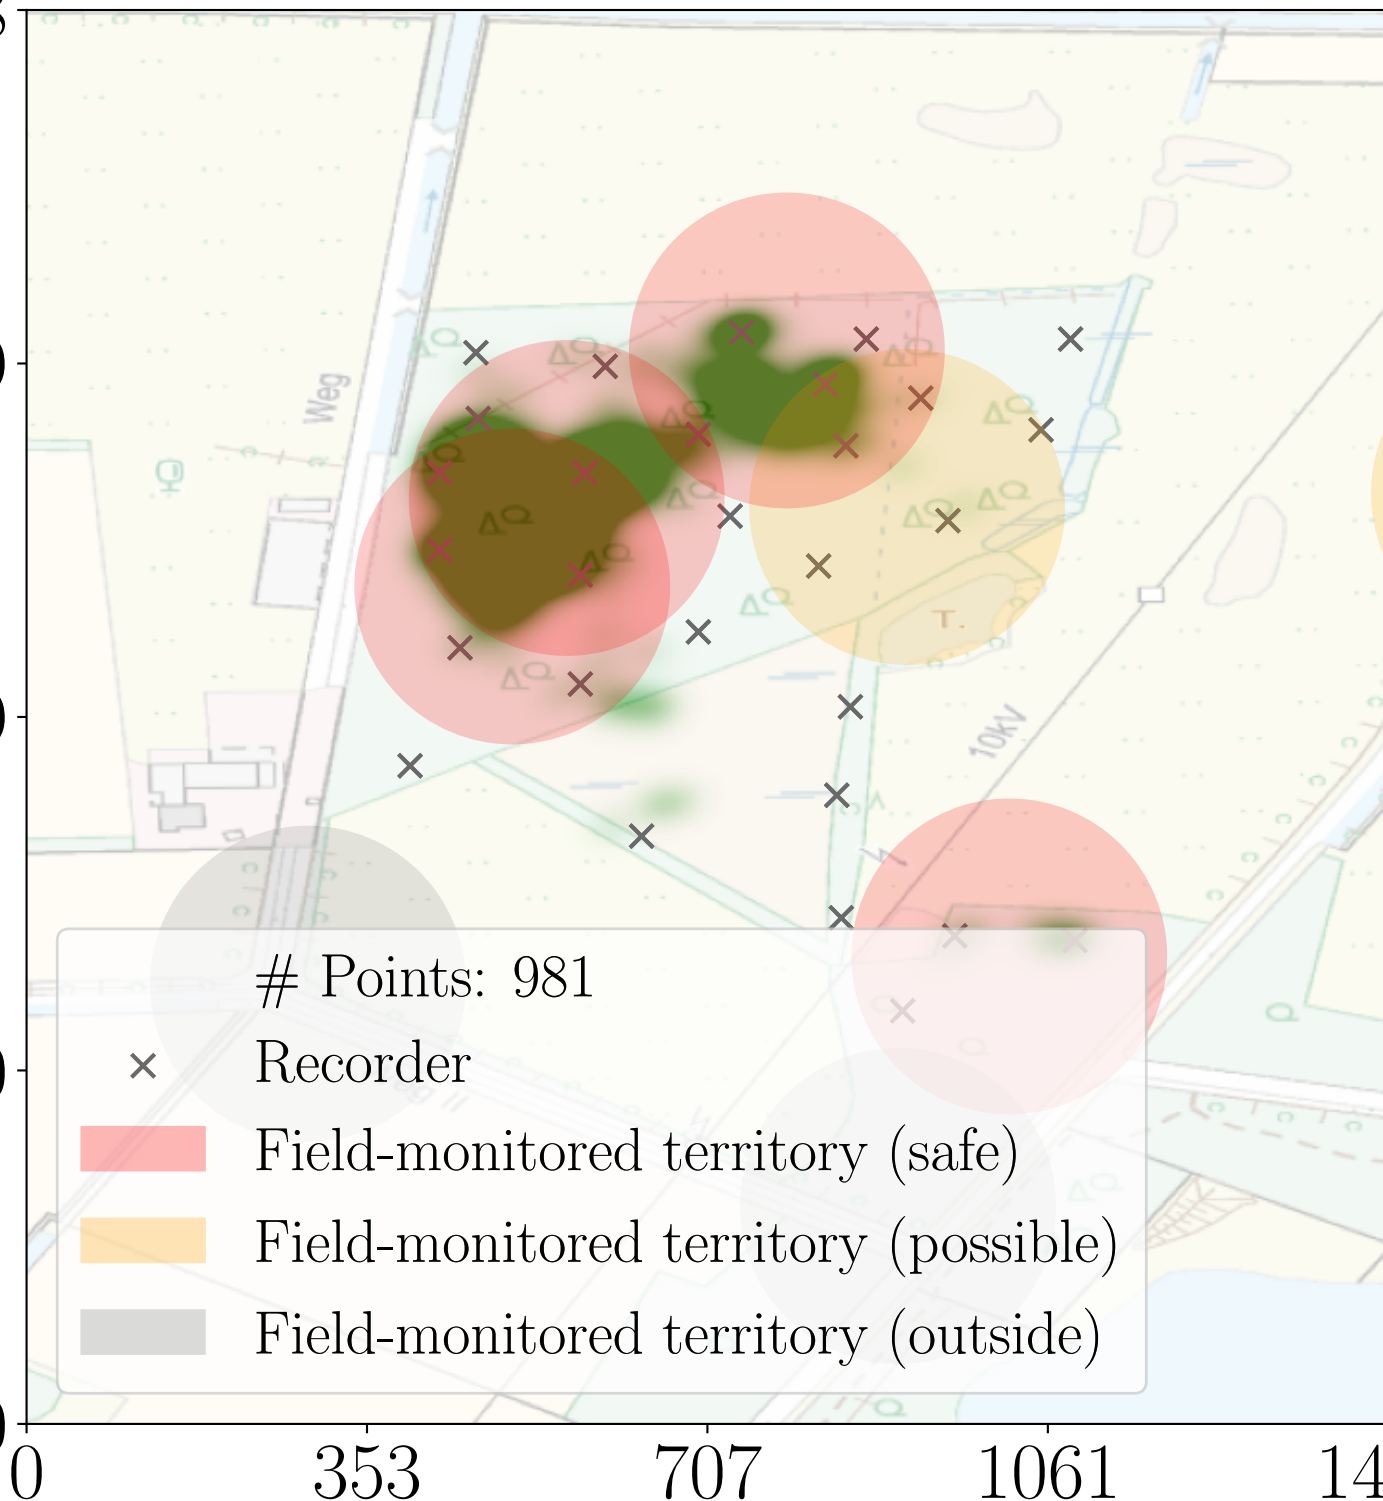 Weg
T.
10kV
# Points: 981
Recorder
Field-monitored territory (safe)
Field-monitored territory (possible)
Field-monitored territory (outside)
0
353
707
1061
14